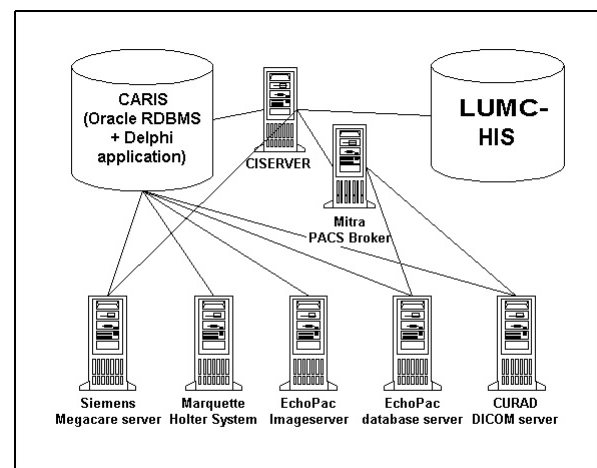 CARIS
(Oracle RDBMS
+ Delphi
application)
CISERVER
LUMC-
HIS
Mitra
PACS Broker
Siemens
Megacare server
Marquette
Holter System
EchoPac
Imageserver
EchoPac
database server
CURAD
DICOM server